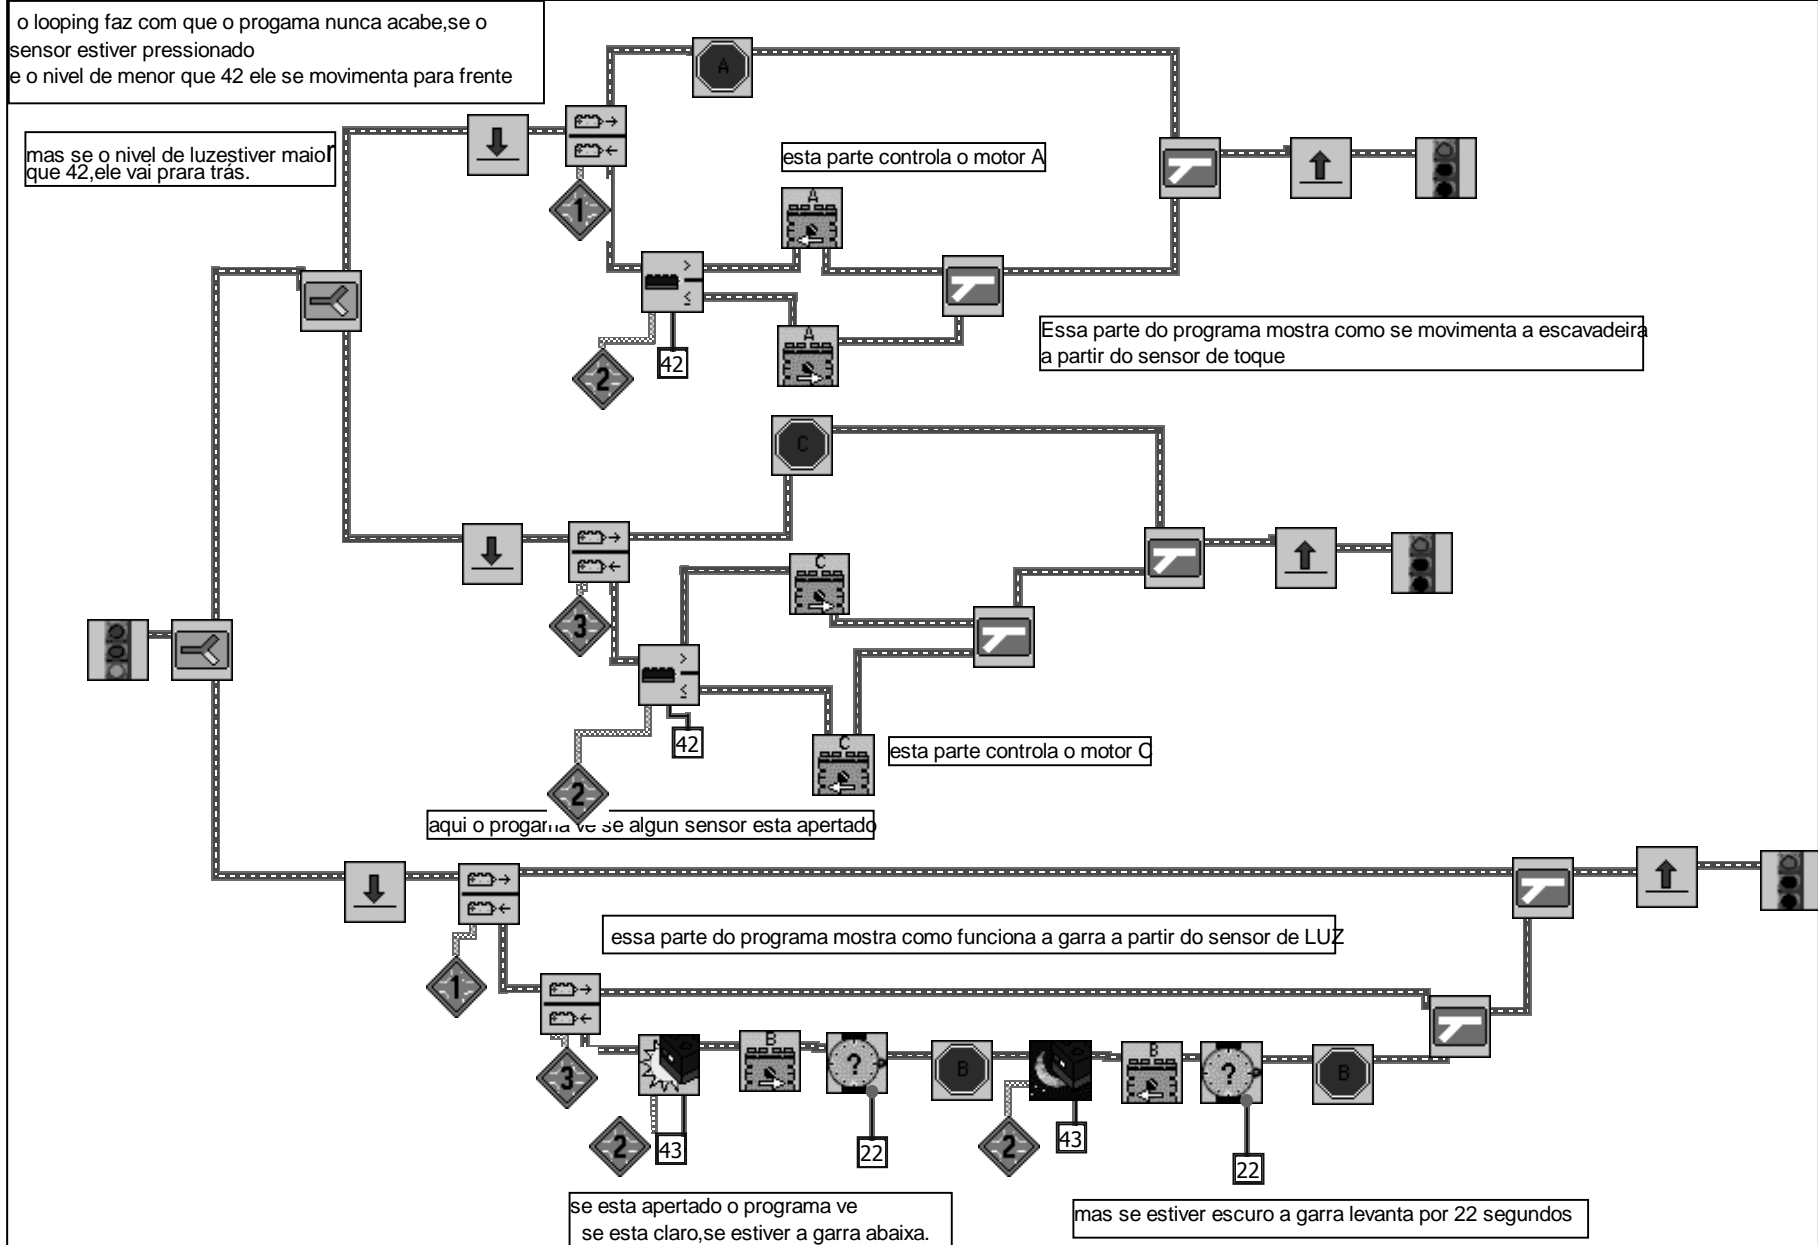 o looping faz com que o progama nunca acabe,se o
sensor estiver pressionado
e o nivel de menor que 42 ele se movimenta para frente
mas se o nivel de luzestiver maior
que 42,ele vai prara trás.
A
esta parte controla o motor A
1
A
>
≤
2
42
A
Essa parte do programa mostra como se movimenta a escavadeira
a partir do sensor de toque
C
C
3
>
≤
42
2
C
esta parte controla o motor C
aqui o progama ve se algun sensor esta apertado
essa parte do programa mostra como funciona a garra a partir do sensor de LUZ
1
3
B
?
B
B
?
B
2
43
22
2
43
22
se esta apertado o programa ve
se esta claro,se estiver a garra abaixa.
mas se estiver escuro a garra levanta por 22 segundos